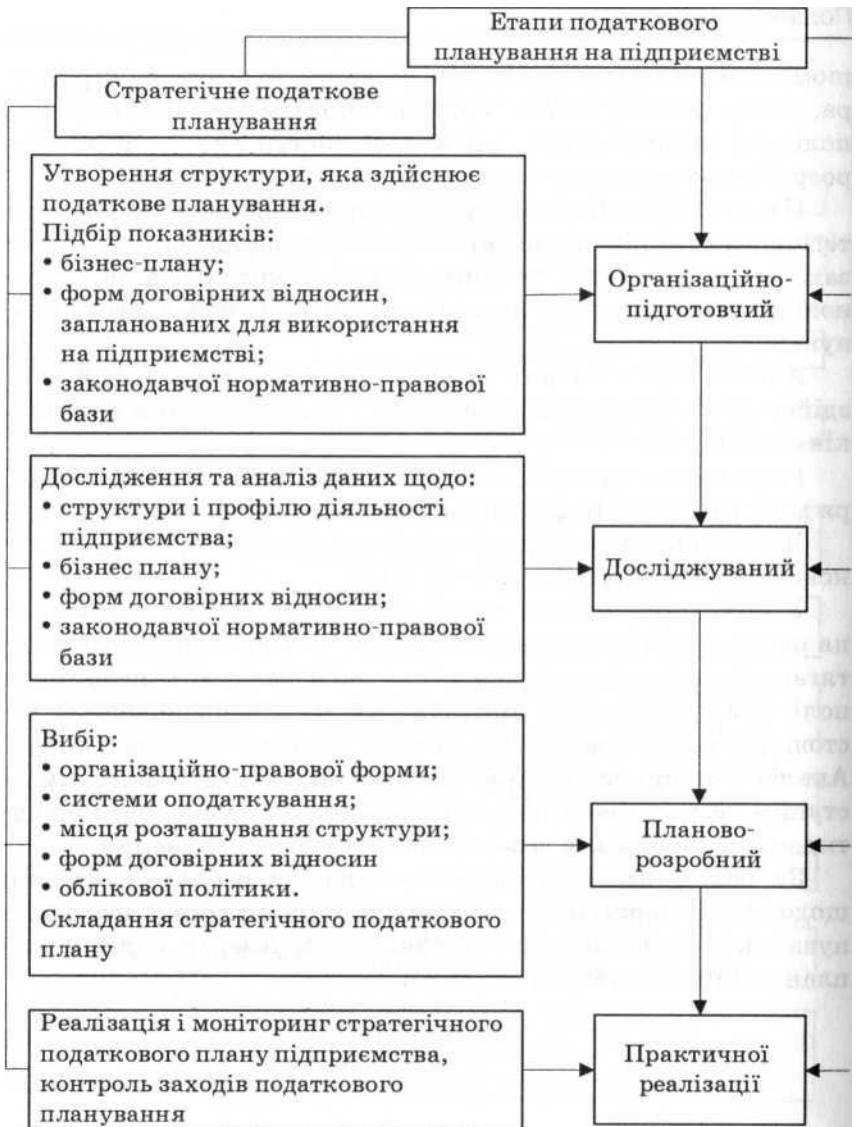 Етапи податкового
планування на підприємстві
Стратегічне податкове
планування
Утворення структури, яка здійснює
податкове планування.
Підбір показників:
• бізнес-плану;
• форм договірних відносин,
запланованих для використання
на підприємстві;
• законодавчої нормативно-правової
бази
Організаційно-
підготовчий
Дослідження та аналіз даних щодо:
• структури і профілю діяльності
підприємства;
• бізнес плану;
• форм договірних відносин;
• законодавчої нормативно-правової
бази
Досліджуваний
Вибір:
• організаційно-правової форми;
• системи оподаткування;
• місця розташування структури;
• форм договірних відносин
• облікової політики.
Складання стратегічного податкового
плану
Планово-
розробний
Реалізація і моніторинг стратегічного
податкового плану підприємства,
контроль заходів податкового
планування
Практичної
реалізації